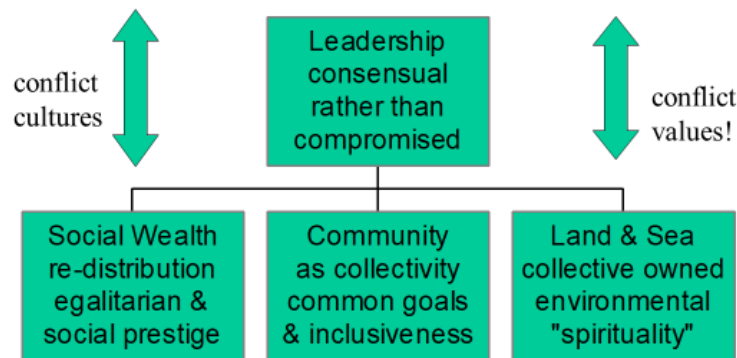 Leadership
consensual
rather than
compromised
conflict
cultures
conflict
values!
Social Wealth
re-distribution
egalitarian &
social prestige
Community
as collectivity
common goals
& inclusiveness
Land & Sea
collective owned
environmental
"spirituality"